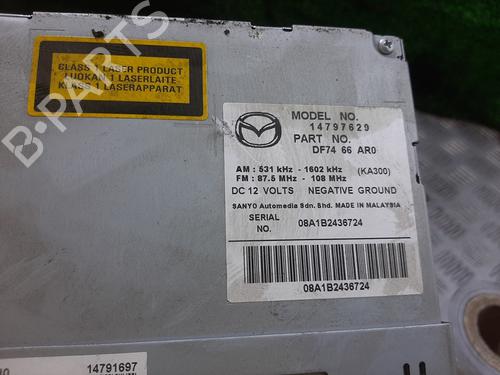 CLASS 1 LASER PRODUCT
LUOKAN 1 LASERLAITE
KLASS 1 LASERAPPARAT
B-PARTS
MODEL NO.
14797629
PART NO.
DF74 66 AR0
AM : 531 kHz - 1602 kHz (KA300)
FM : 87.5 MHz - 108 MHz
DC 12 VOLTS NEGATIVE GROUND
SANYO Automedia Sdn. Bhd. MADE IN MALAYSIA
SERIAL NO. 08A1B2436724
08A1B2436724
14791697